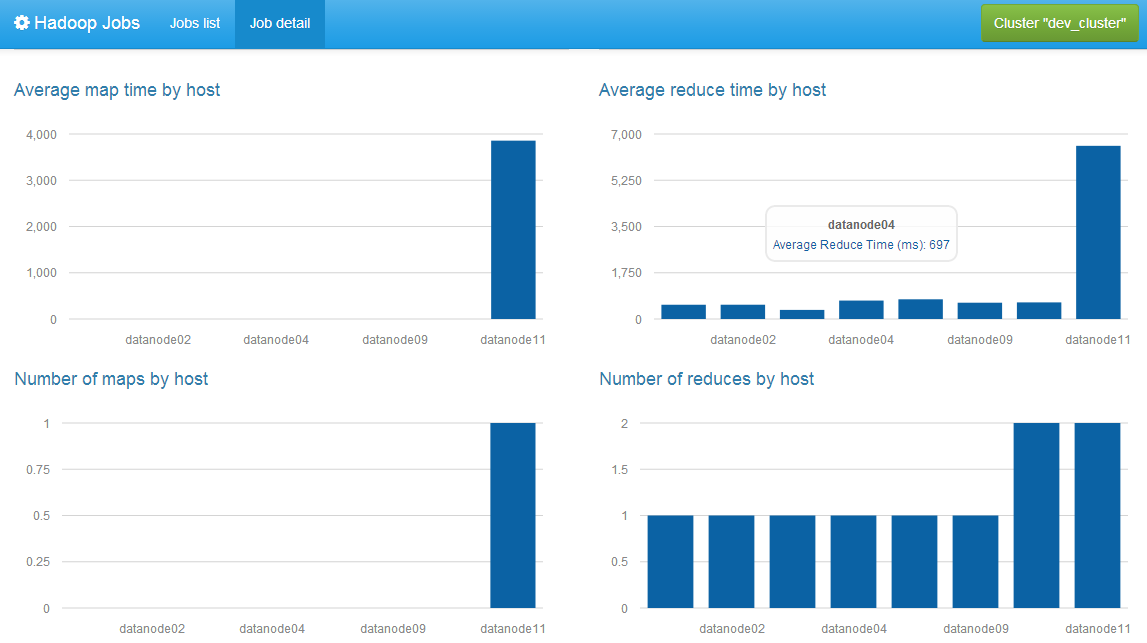 Hadoop Jobs
Jobs list
Job detail
Cluster "dev_cluster"
Average map time by host
4,000
3,000
2,000
1,000
0
datanode02
datanode04
datanode09
datanode11
Average reduce time by host
7,000
5,250
3,500
1,750
0
datanode04
Average Reduce Time (ms): 697
datanode02
datanode04
datanode09
datanode11
Number of maps by host
1
0.75
0.5
0.25
0
datanode02
datanode04
datanode09
datanode11
Number of reduces by host
2
1.5
1
0.5
0
datanode02
datanode04
datanode09
datanode11